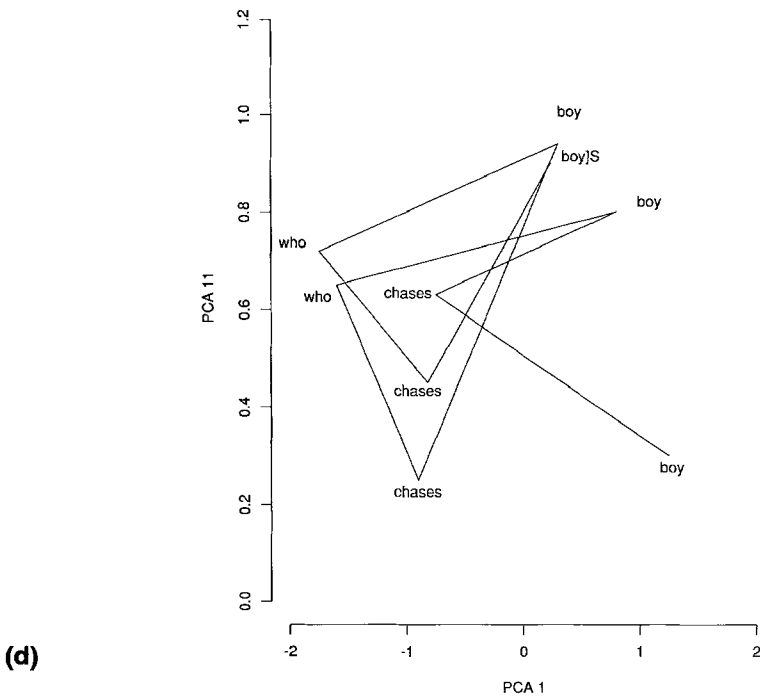 1.2
1.0
0.8
0.6
0.4
0.2
0.0
PCA 11
boy
boy]S
boy
who
who
chases
chases
boy
chases
-2
-1
0
1
2
PCA 1
(d)